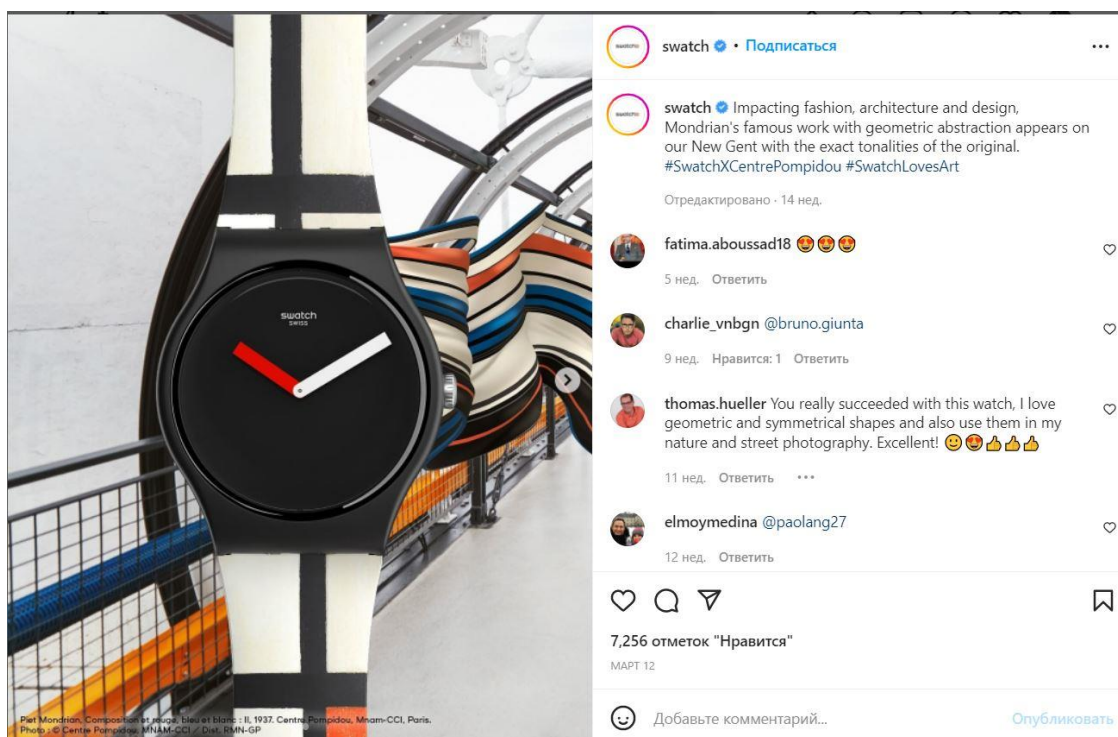 swatch
SWISS
Piet Mondrian, Composition et rouge, bleu et blanc : II, 1937. Centre Pompidou, Mnam-CCI, Paris.
Photo : © Centre Pompidou, MNAM-CCI / Dist. RMN-GP
swatch • Подписаться
swatch Impacting fashion, architecture and design,
Mondrian's famous work with geometric abstraction appears on
our New Gent with the exact tonalities of the original.
#SwatchXCentrePompidou #SwatchLovesArt
Отредактировано · 14 нед.
fatima.aboussad18 😍😍😍
5 нед. Ответить
charlie_vnbgn @bruno.giunta
9 нед. Нравится: 1 Ответить
thomas.hueller You really succeeded with this watch, I love
geometric and symmetrical shapes and also use them in my
nature and street photography. Excellent! 🙂😍👍👍👍
11 нед. Ответить
elmoymedina @paolang27
12 нед. Ответить
7,256 отметок "Нравится"
МАРТ 12
Добавьте комментарий...
Опубликовать